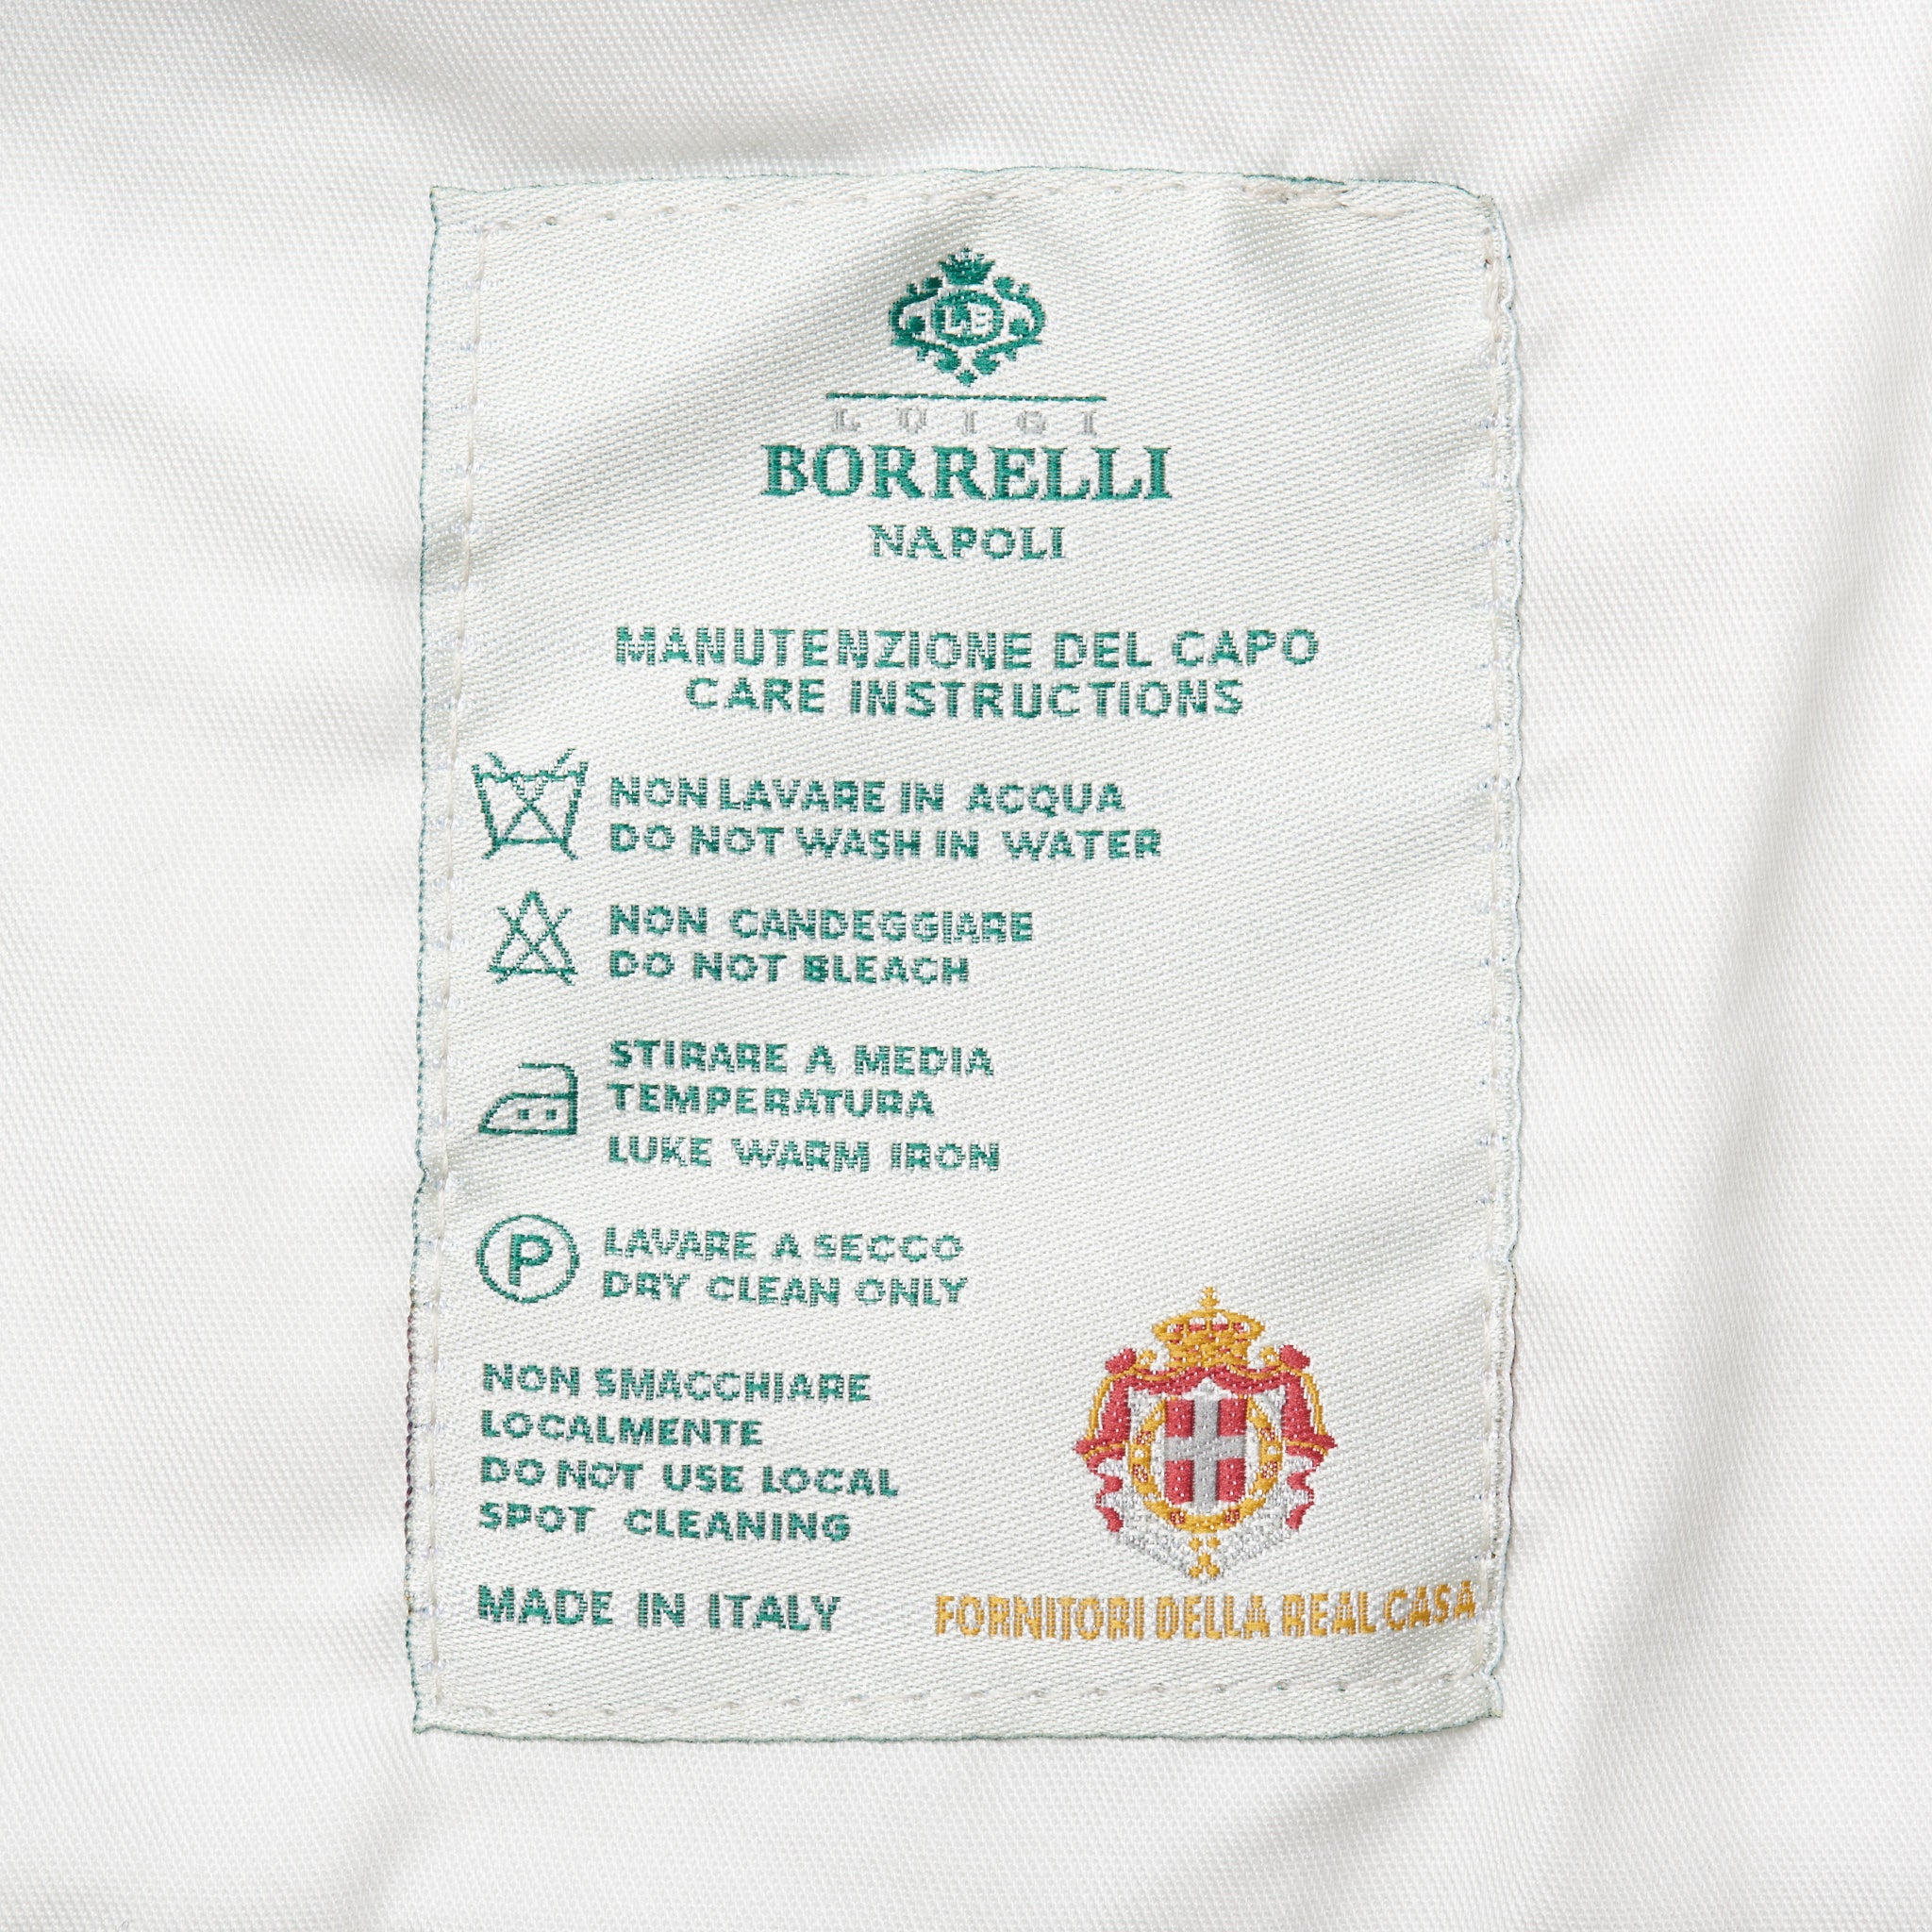 LB
LUIGI
BORRELLI
NAPOLI
MANUTENZIONE DEL CAPO
CARE INSTRUCTIONS
NON LAVARE IN ACQUA
DO NOT WASH IN WATER
NON CANDEGGIARE
DO NOT BLEACH
STIRARE A MEDIA
TEMPERATURA
LUKE WARM IRON
P
LAVARE A SECCO
DRY CLEAN ONLY
NON SMACCHIARE
LOCALMENTE
DO NOT USE LOCAL
SPOT CLEANING
MADE IN ITALY
FORNITORI DELLA REAL CASA